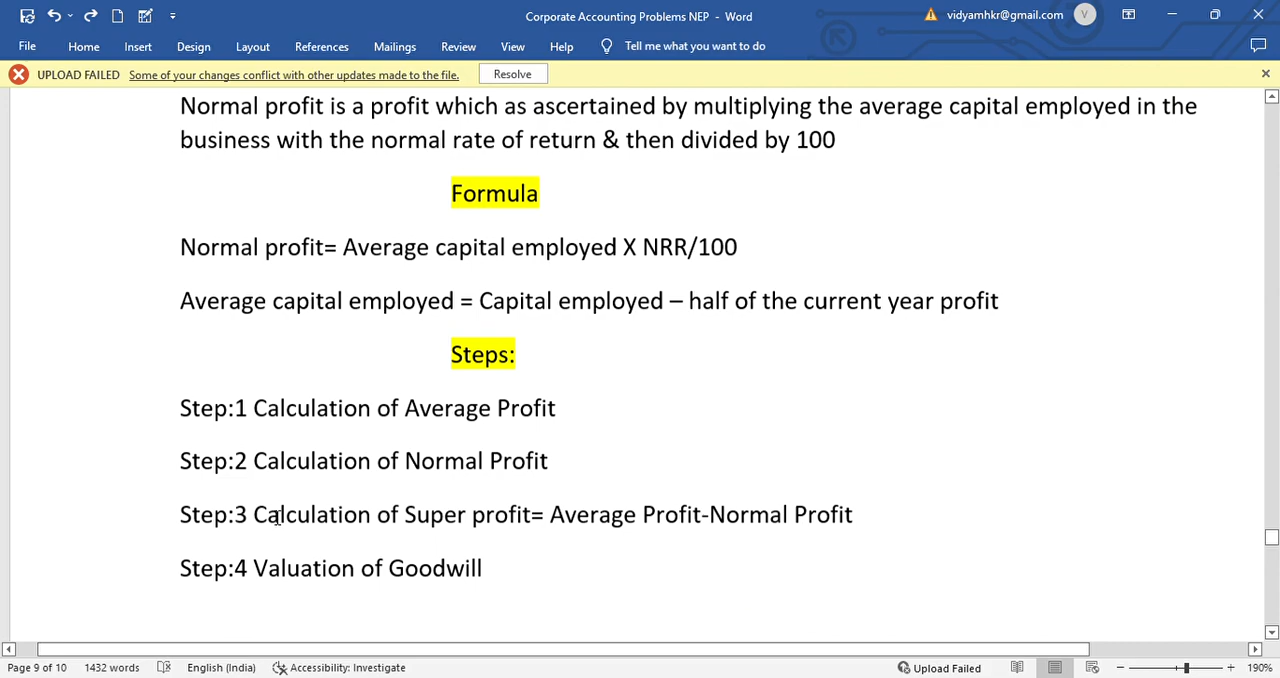 Corporate Accounting Problems NEP - Word
vidyamhkr@gmail.com
V
File Home Insert Design Layout References Mailings Review View Help Tell me what you want to do
UPLOAD FAILED Some of your changes conflict with other updates made to the file. Resolve
Normal profit is a profit which as ascertained by multiplying the average capital employed in the
business with the normal rate of return & then divided by 100
Formula
Normal profit= Average capital employed X NRR/100
Average capital employed = Capital employed – half of the current year profit
Steps:
Step:1 Calculation of Average Profit
Step:2 Calculation of Normal Profit
Step:3 Calculation of Super profit= Average Profit-Normal Profit
Step:4 Valuation of Goodwill
Page 9 of 10 1432 words English (India) Accessibility: Investigate Upload Failed 190%